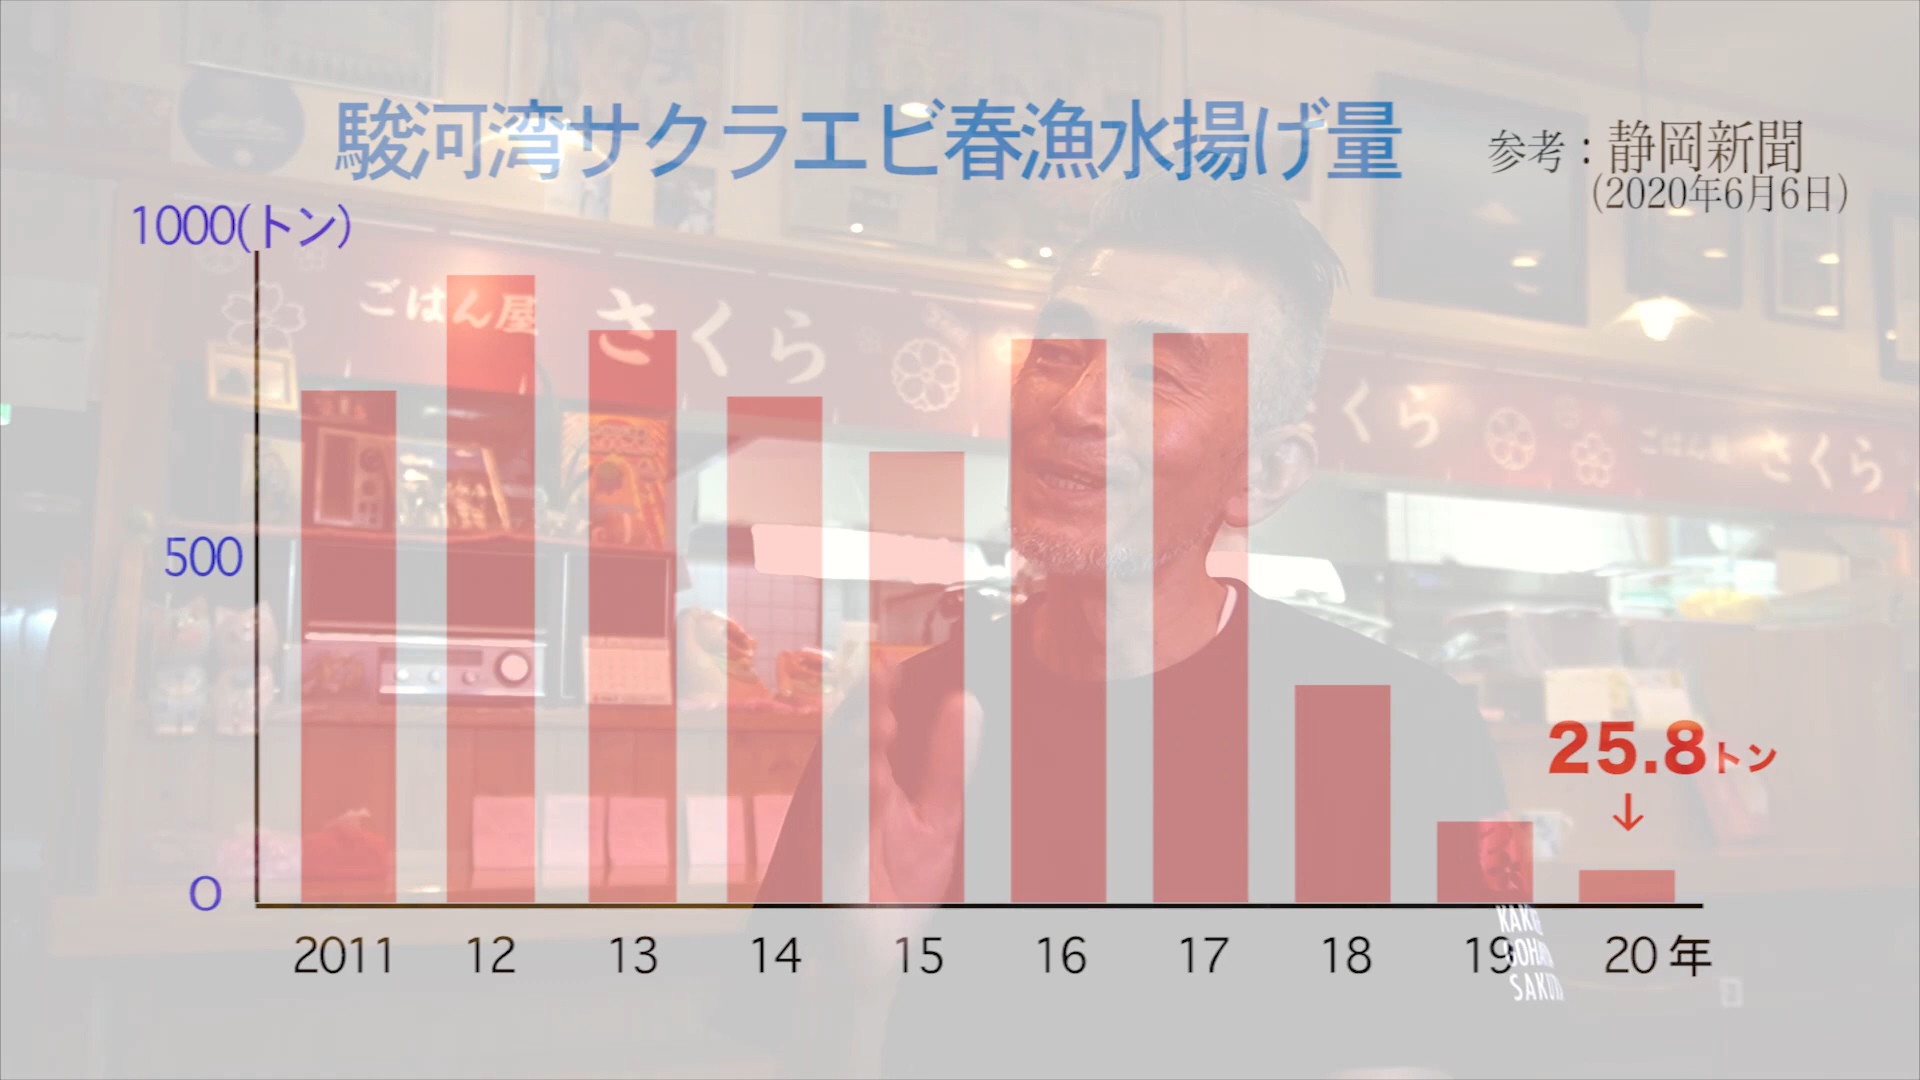 駿河湾サクラエビ春漁水揚げ量
参考：静岡新聞
(2020年6月6日)
1000(トン)
ごはん屋 さくら
さくら
ごはん屋 さくら
500
25.8トン
↓
0
2011 12 13 14 15 16 17 18 19 20年
SAKURA